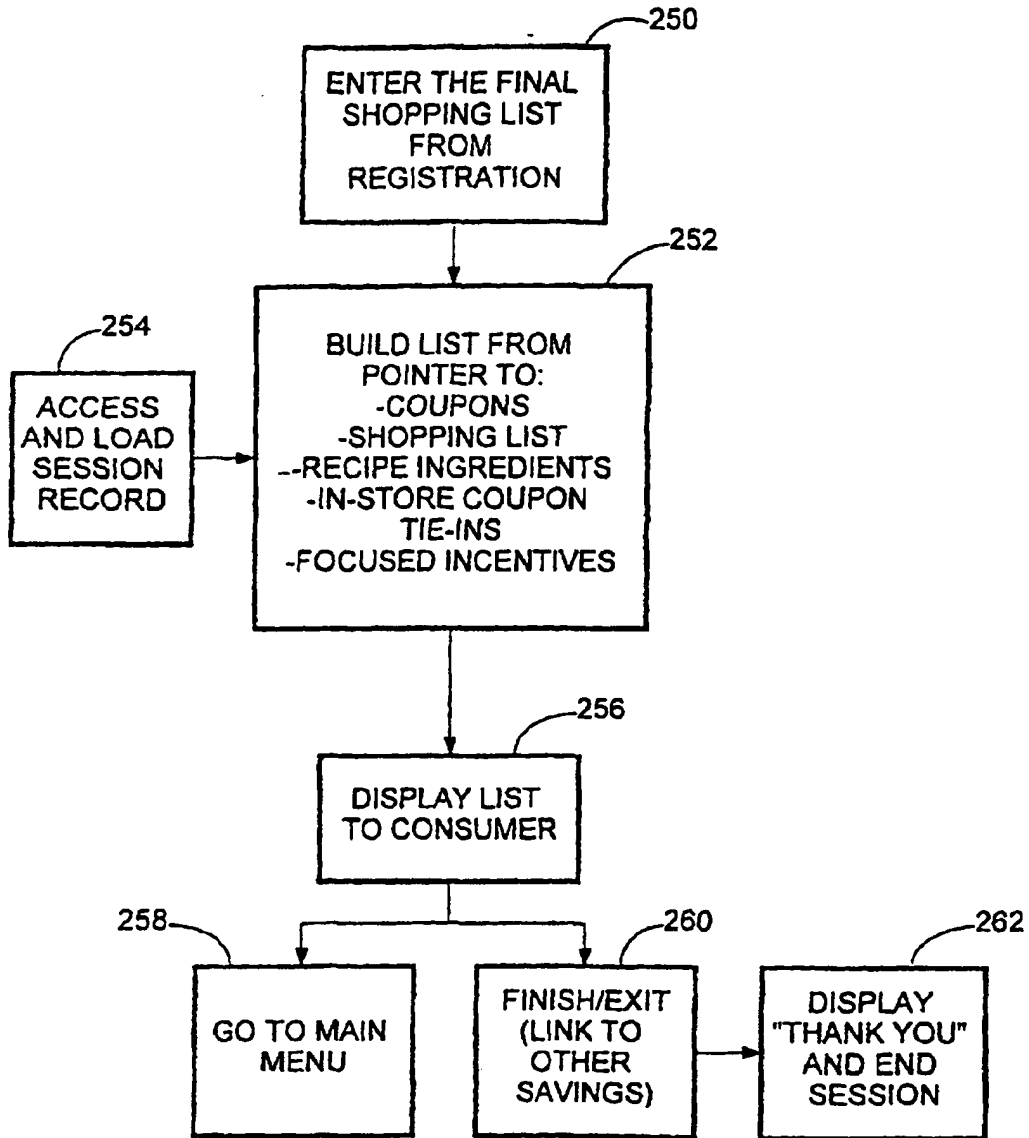 250
ENTER THE FINAL
SHOPPING LIST
FROM
REGISTRATION
252
BUILD LIST FROM
POINTER TO:
-COUPONS
-SHOPPING LIST
--RECIPE INGREDIENTS
-IN-STORE COUPON
TIE-INS
-FOCUSED INCENTIVES
254
ACCESS
AND LOAD
SESSION
RECORD
256
DISPLAY LIST
TO CONSUMER
258
GO TO MAIN
MENU
260
FINISH/EXIT
(LINK TO
OTHER
SAVINGS)
262
DISPLAY
"THANK YOU"
AND END
SESSION